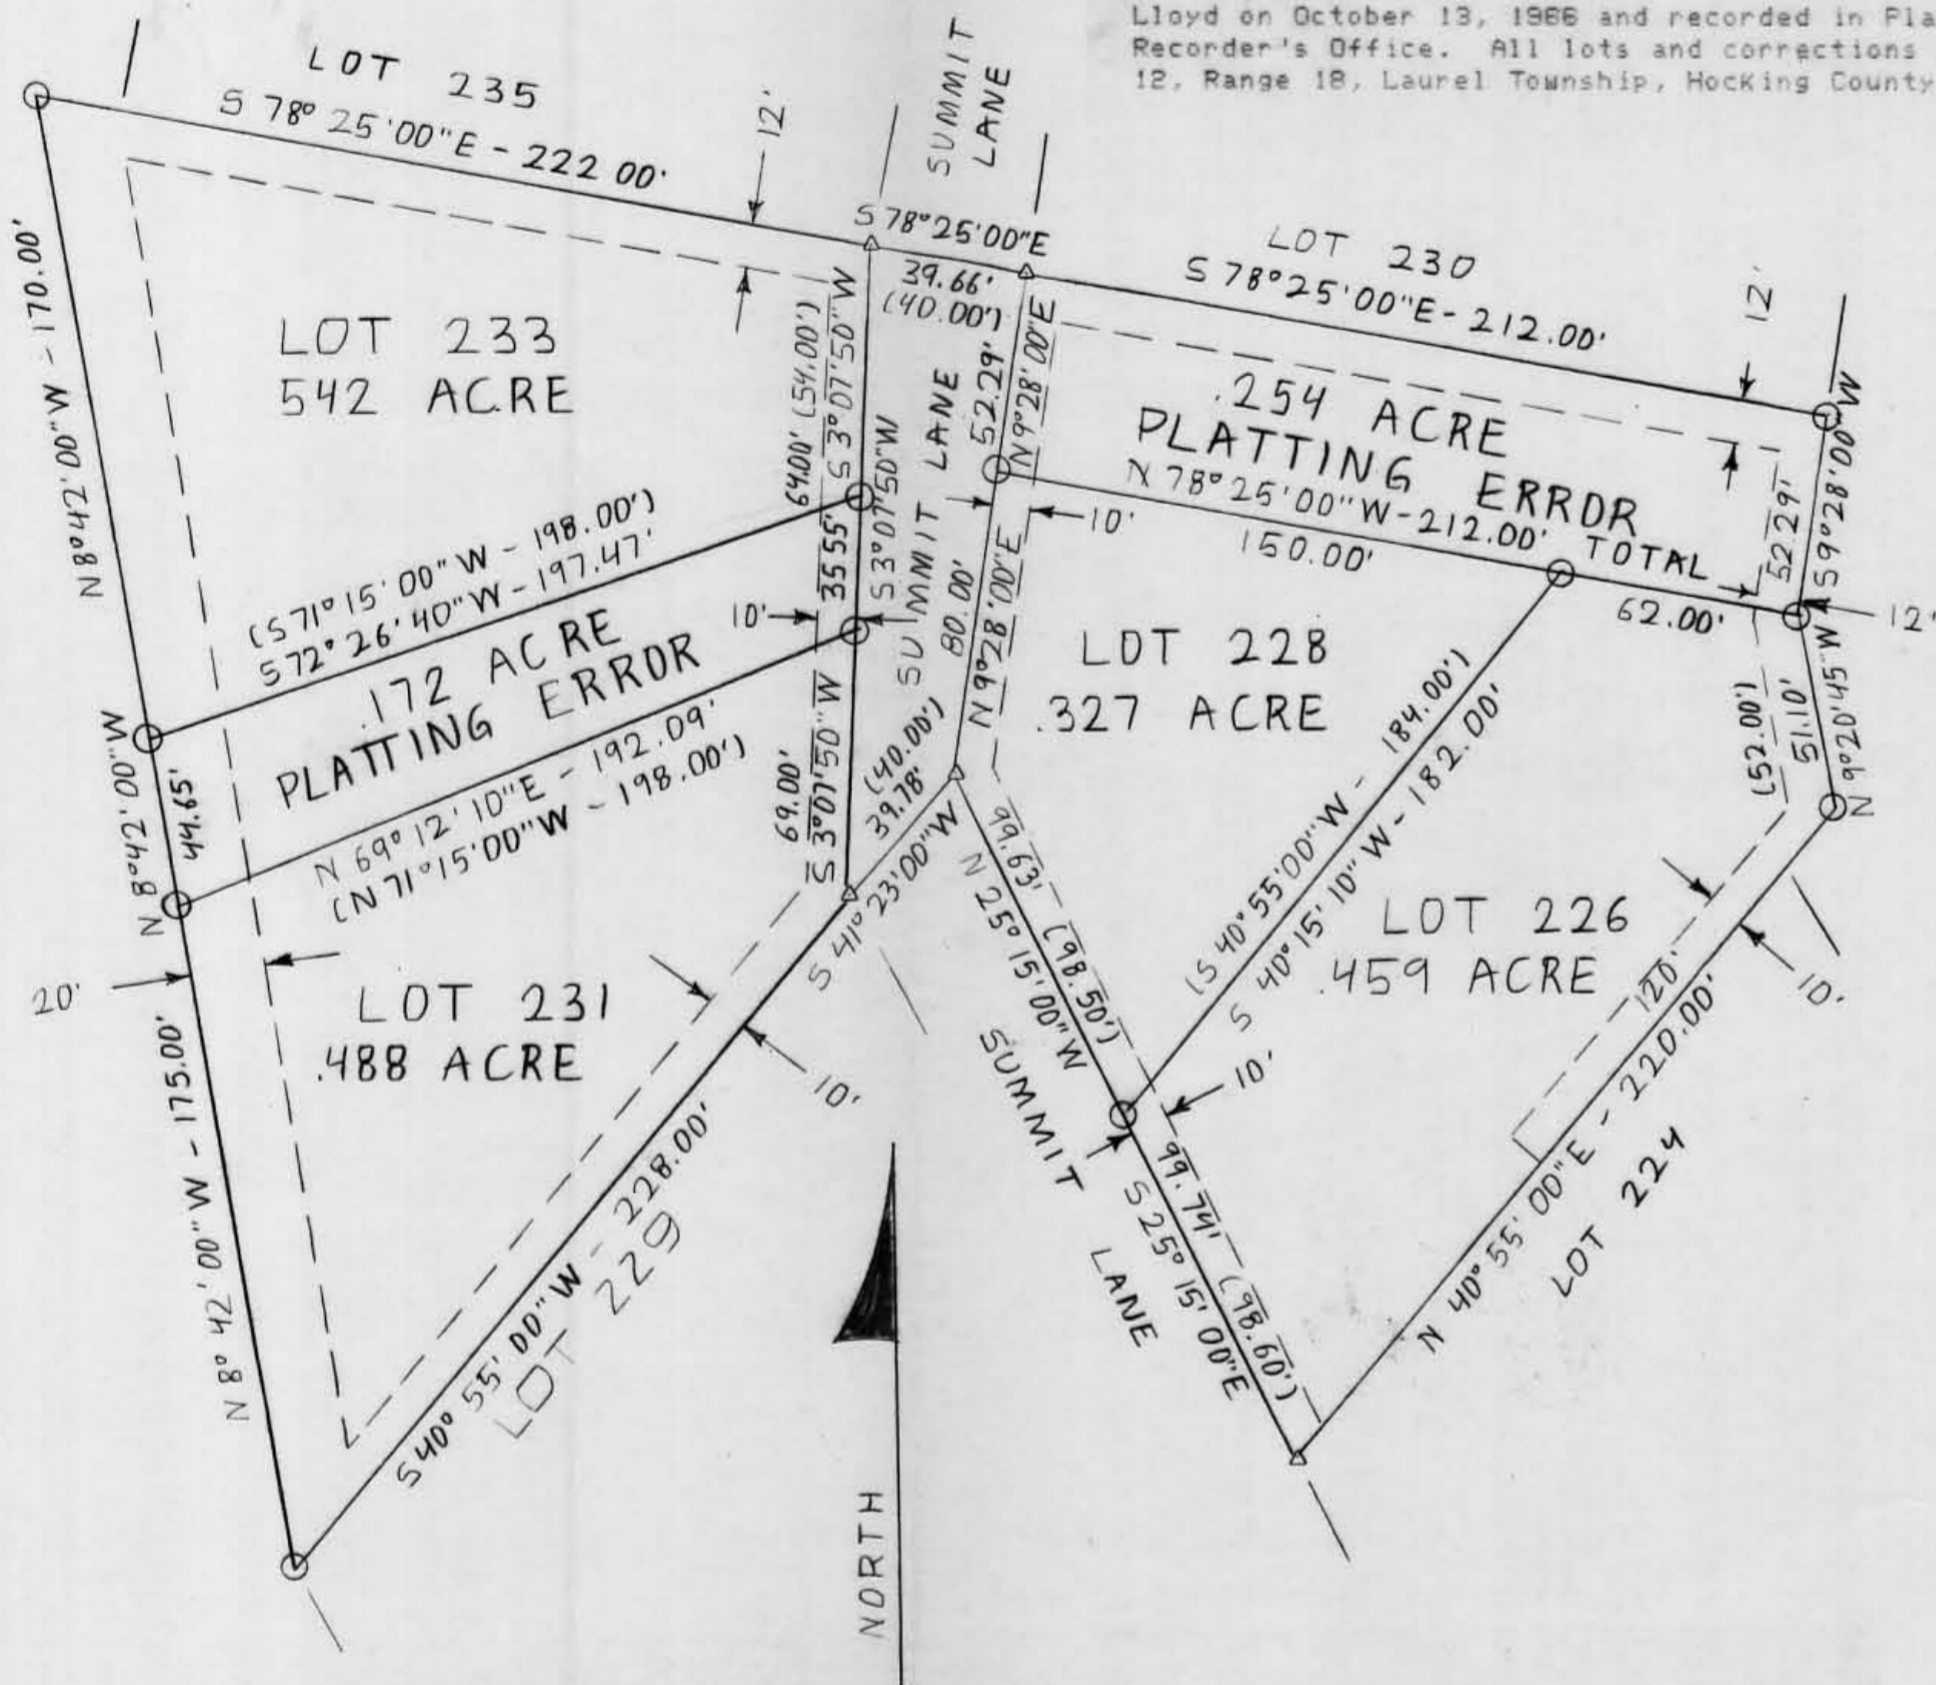 Lloyd on October 13, 1966 and recorded in Pla
Recorder's Office. All lots and corrections
12, Range 18, Laurel Township, Hocking County
LOT 235
S 78° 25'00"E - 222 00'
12'
SUMMIT
LANE
S 78°25'00"E
39.66'
(40.00')
LOT 230
S 78°25'00"E - 212.00'
12'
N 8°42'.00"W - 170.00'
LOT 233
542 ACRE
64.00' (54.00')
S 3°07'50"W
35 55'
S 3°07'50"W
SUMMIT LANE
52.29'
N 9°28'00"E
.254 ACRE
PLATTING ERROR
N 78°25'00"W - 212.00' TOTAL
150.00'
62.00'
52 29'
S 9°28'.00"W
12'
(S 71° 15' 00" W - 198.00')
S 72° 26' 40" W - 197.47'
.172 ACRE
PLATTING ERROR
N 69° 12' 10"E - 192.09'
(N 71°15'.00"W - 198.00')
10'
10'
80.00'
N 9°28'00"E
N 8°42'.00"W
44.65'
69.00'
S 3°07'50"W
(40.00')
39.78'
S 41° 23'00"W
LOT 228
.327 ACRE
(S 40° 55'00"W - 184.00')
S 40° 15' 10" W - 182.00'
(52.00')
51.10'
N 9°20'.45"W
99.63' (98.50')
N 25° 15' 00" W
LOT 226
.459 ACRE
120'
10'
20'
LOT 231
.488 ACRE
10'
N 8° 42'.00"W - 175.00'
S 40° 55' 00" W - 228.00'
LOT 229
SUMMIT
LANE
10'
99.74' (98.60')
S 25° 15' 00"E
N 40° 55' 00"E - 220.00'
LOT 224
NORTH